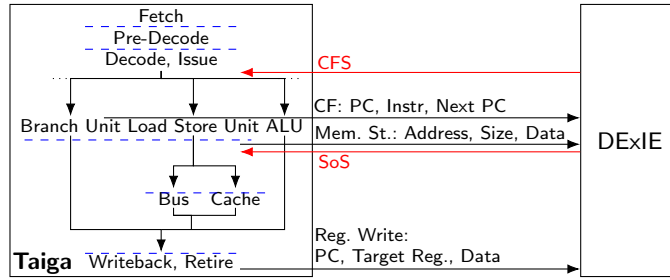 Fetch
Pre-Decode
Decode, Issue
CFS
CF: PC, Instr, Next PC
Branch Unit Load Store Unit ALU
Mem. St.: Address, Size, Data
DExIE
SoS
Bus Cache
Reg. Write:
PC, Target Reg., Data
Taiga Writeback, Retire